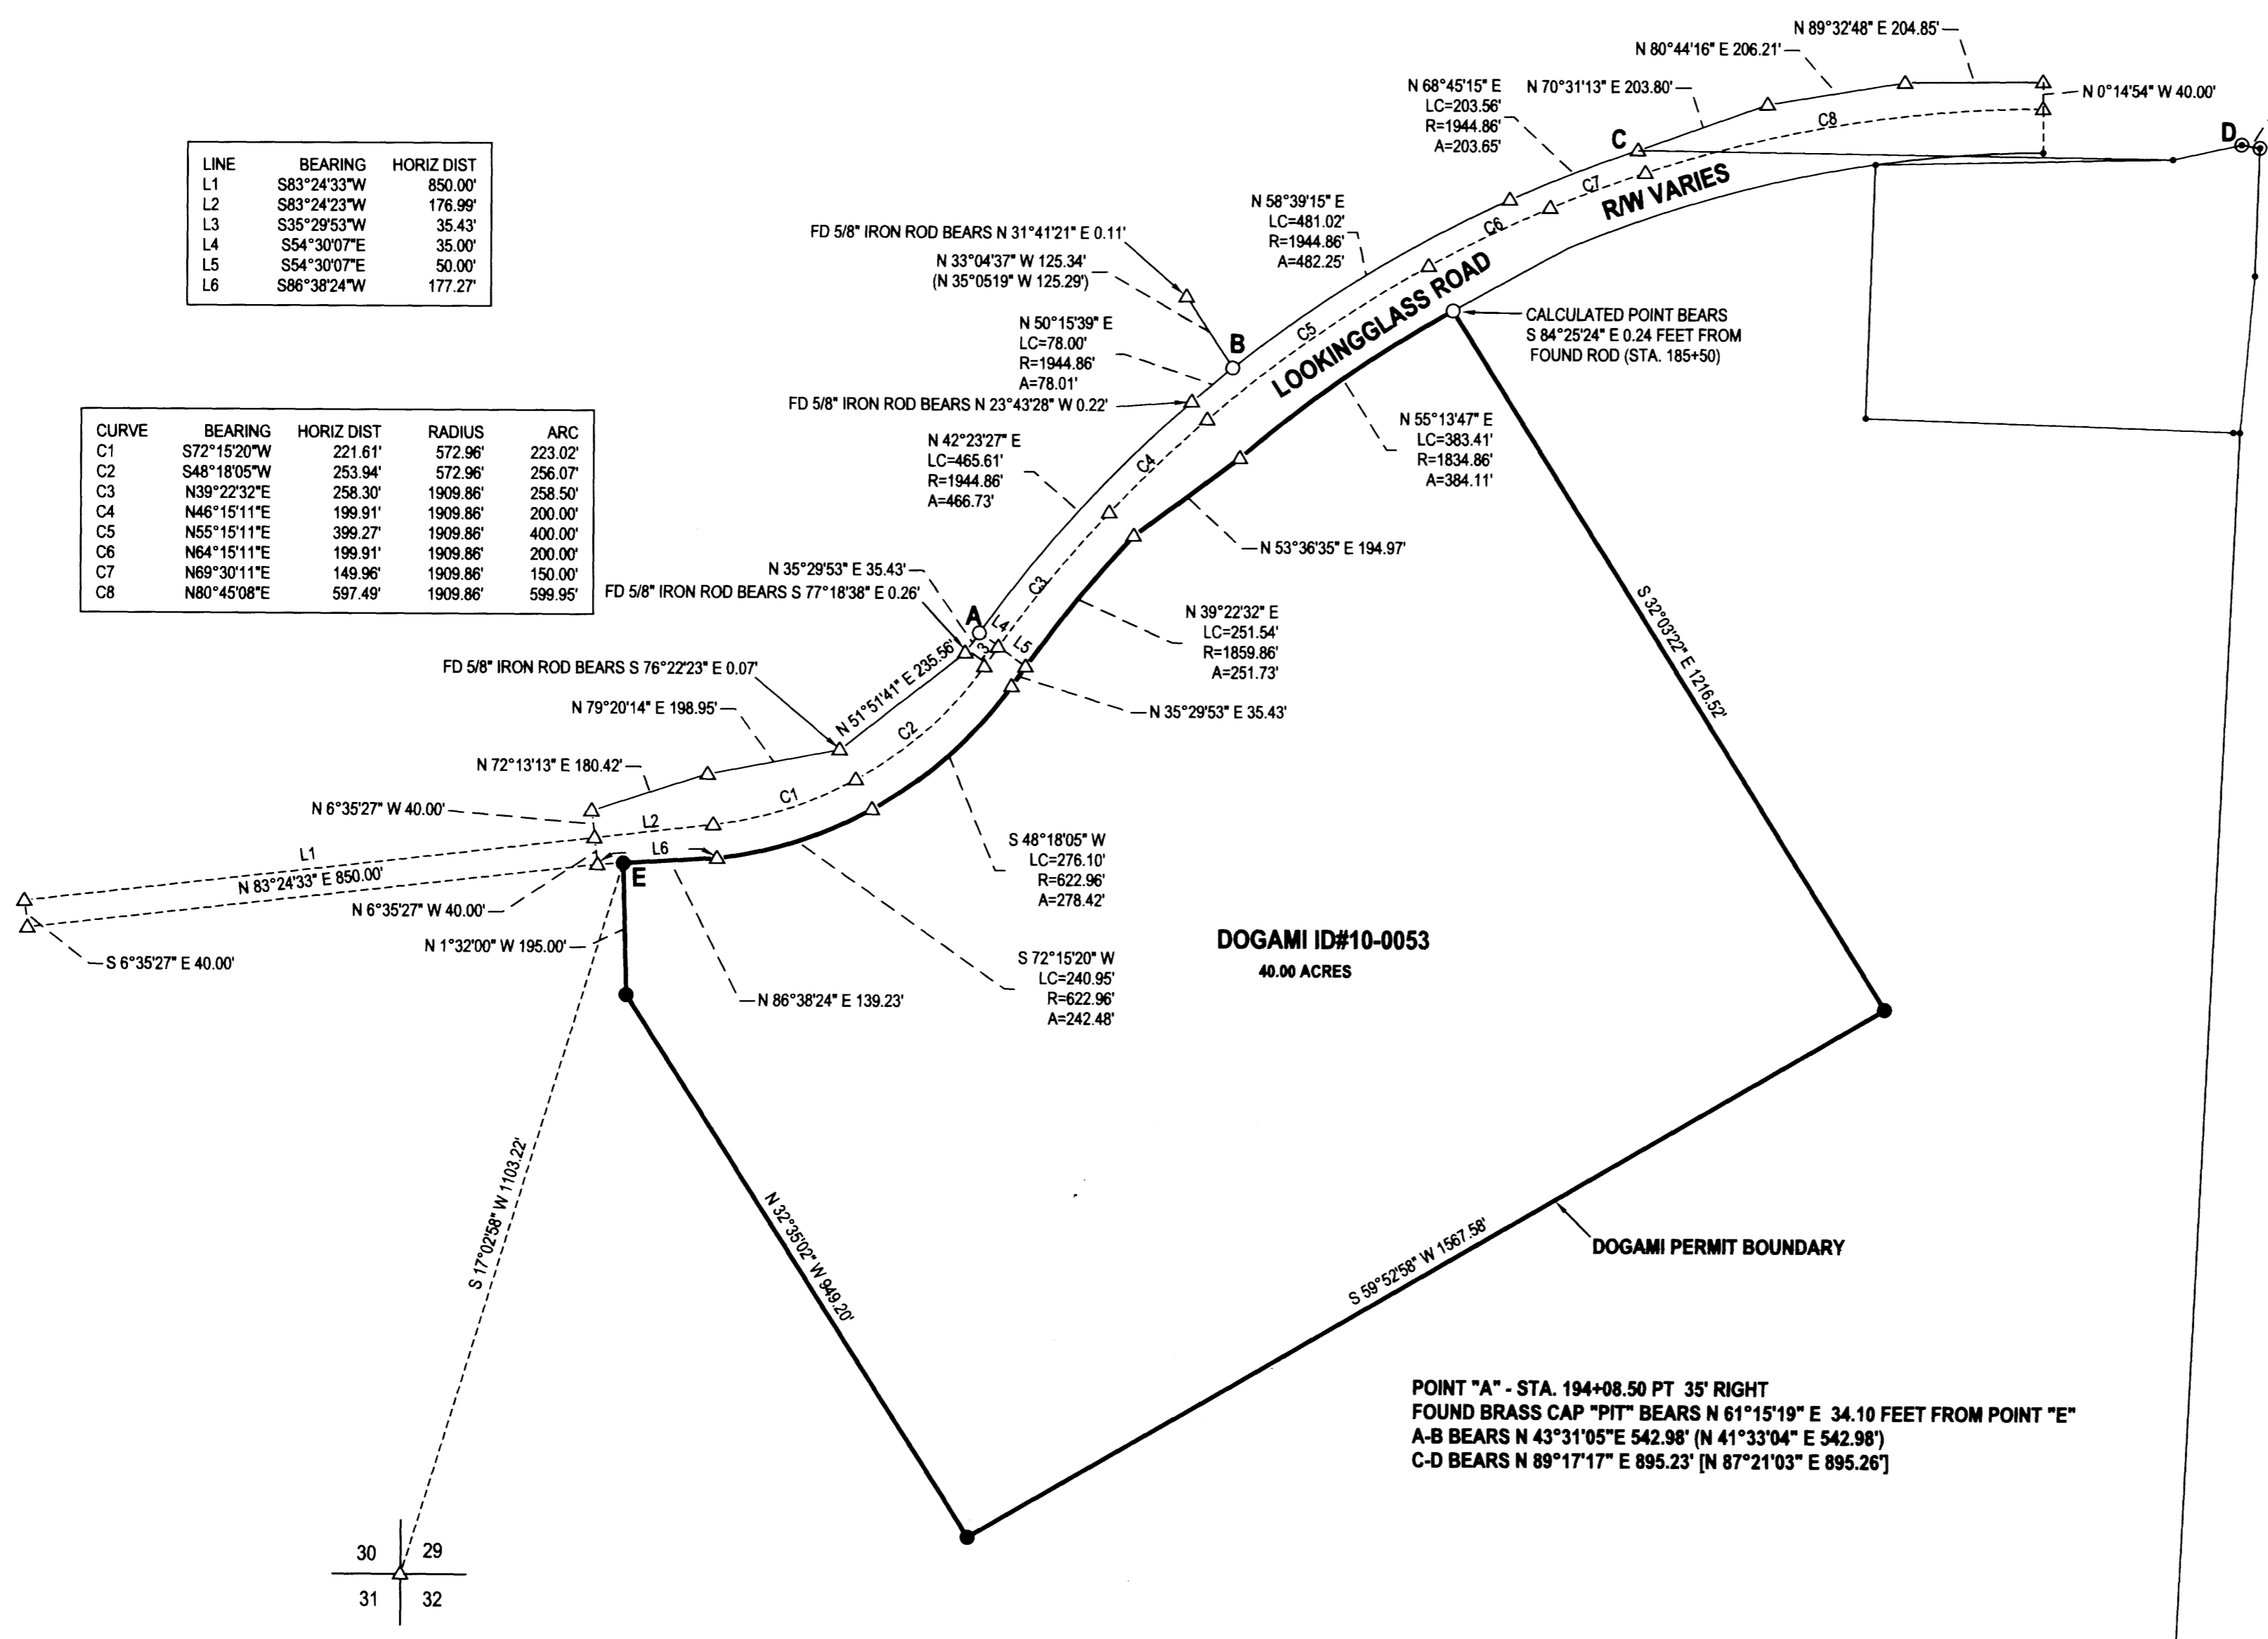 N 89°32'48" E 204.85'
N 80°44'16" E 206.21'
N 68°45'15" E
LC=203.56'
R=1944.86'
A=203.65'
N 70°31'13" E 203.80'
N 0°14'54" W 40.00'
C
C8
D
C7
R/W VARIES
LINE BEARING HORIZ DIST
L1 S83°24'33"W 850.00'
L2 S83°24'23"W 176.99'
L3 S35°29'53"W 35.43'
L4 S54°30'07"E 35.00'
L5 S54°30'07"E 50.00'
L6 S86°38'24"W 177.27'
N 58°39'15" E
LC=481.02'
R=1944.86'
A=482.25'
C6
FD 5/8" IRON ROD BEARS N 31°41'21" E 0.11'
N 33°04'37" W 125.34'
(N 35°0519" W 125.29')
LOOKINGGLASS ROAD
CALCULATED POINT BEARS
S 84°25'24" E 0.24 FEET FROM
FOUND ROD (STA. 185+50)
N 50°15'39" E
LC=78.00'
R=1944.86'
A=78.01'
B
C5
FD 5/8" IRON ROD BEARS N 23°43'28" W 0.22'
CURVE BEARING HORIZ DIST RADIUS ARC
C1 S72°15'20"W 221.61' 572.96' 223.02'
C2 S48°18'05"W 253.94' 572.96' 256.07'
C3 N39°22'32"E 258.30' 1909.86' 258.50'
C4 N46°15'11"E 199.91' 1909.86' 200.00'
C5 N55°15'11"E 399.27' 1909.86' 400.00'
C6 N64°15'11"E 199.91' 1909.86' 200.00'
C7 N69°30'11"E 149.96' 1909.86' 150.00'
C8 N80°45'08"E 597.49' 1909.86' 599.95'
N 42°23'27" E
LC=465.61'
R=1944.86'
A=466.73'
C4
N 55°13'47" E
LC=383.41'
R=1834.86'
A=384.11'
N 53°36'35" E 194.97'
N 35°29'53" E 35.43'
FD 5/8" IRON ROD BEARS S 77°18'38" E 0.26'
C3
A
L4
L5
3
N 39°22'32" E
LC=251.54'
R=1859.86'
A=251.73'
S 32°03'22" E 1216.52'
FD 5/8" IRON ROD BEARS S 76°22'23" E 0.07'
N 51°51'41" E 235.56'
N 35°29'53" E 35.43'
N 79°20'14" E 198.95'
C2
N 72°13'13" E 180.42'
C1
N 6°35'27" W 40.00'
L2
L1
L6
E
N 83°24'33" E 850.00'
S 48°18'05" W
LC=276.10'
R=622.96'
A=278.42'
N 6°35'27" W 40.00'
N 1°32'00" W 195.00'
S 6°35'27" E 40.00'
DOGAMI ID#10-0053
40.00 ACRES
S 72°15'20" W
LC=240.95'
R=622.96'
A=242.48'
N 86°38'24" E 139.23'
S 17°02'58" W 1103.22'
N 32°35'02" W 949.20'
S 59°52'58" W 1567.58'
DOGAMI PERMIT BOUNDARY
POINT "A" - STA. 194+08.50 PT 35' RIGHT
FOUND BRASS CAP "PIT" BEARS N 61°15'19" E 34.10 FEET FROM POINT "E"
A-B BEARS N 43°31'05"E 542.98' (N 41°33'04" E 542.98')
C-D BEARS N 89°17'17" E 895.23' [N 87°21'03" E 895.26']
30 29
31 32